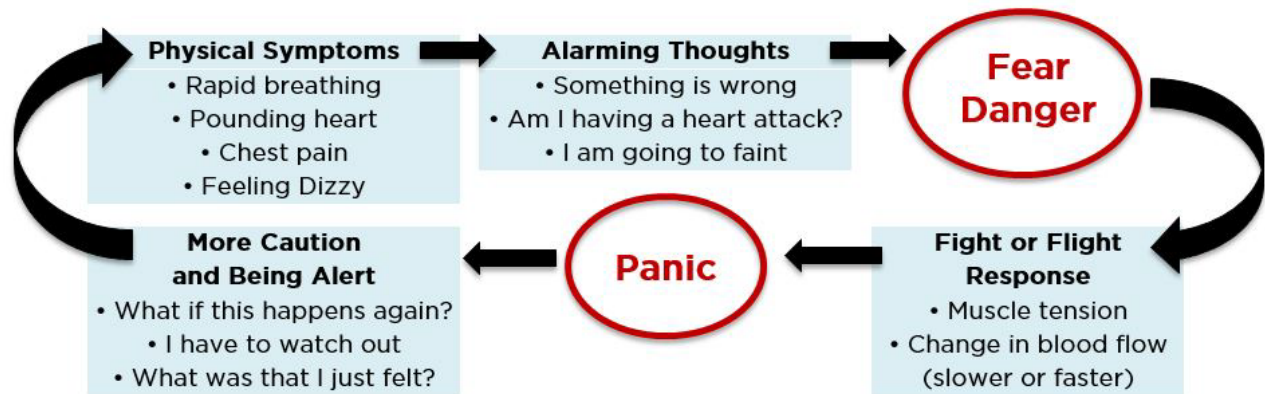 Physical Symptoms
• Rapid breathing
• Pounding heart
• Chest pain
• Feeling Dizzy
Alarming Thoughts
• Something is wrong
• Am I having a heart attack?
• I am going to faint
Fear
Danger
Fight or Flight
Response
• Muscle tension
• Change in blood flow
(slower or faster)
Panic
More Caution
and Being Alert
• What if this happens again?
• I have to watch out
• What was that I just felt?